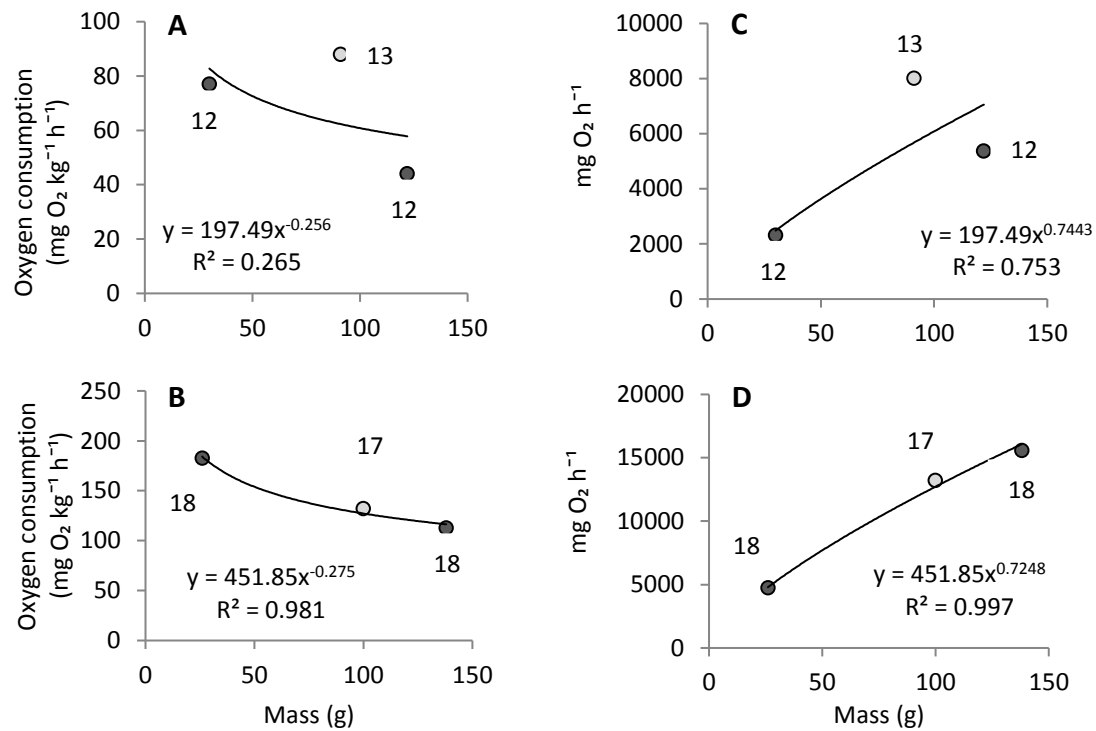 A
Oxygen consumption
(mg O₂ kg⁻¹ h⁻¹)
100
80
60
40
20
0
0 50 100 150
13
12
12
y = 197.49x⁻⁰·²⁵⁶
R² = 0.265
C
mg O₂ h⁻¹
10000
8000
6000
4000
2000
0
0 50 100 150
13
12
12
y = 197.49x⁰·⁷⁴⁴³
R² = 0.753
B
Oxygen consumption
(mg O₂ kg⁻¹ h⁻¹)
250
200
150
100
50
0
0 50 100 150
Mass (g)
17
18
18
y = 451.85x⁻⁰·²⁷⁵
R² = 0.981
D
mg O₂ h⁻¹
20000
15000
10000
5000
0
0 50 100 150
Mass (g)
17
18
18
y = 451.85x⁰·⁷²⁴⁸
R² = 0.997